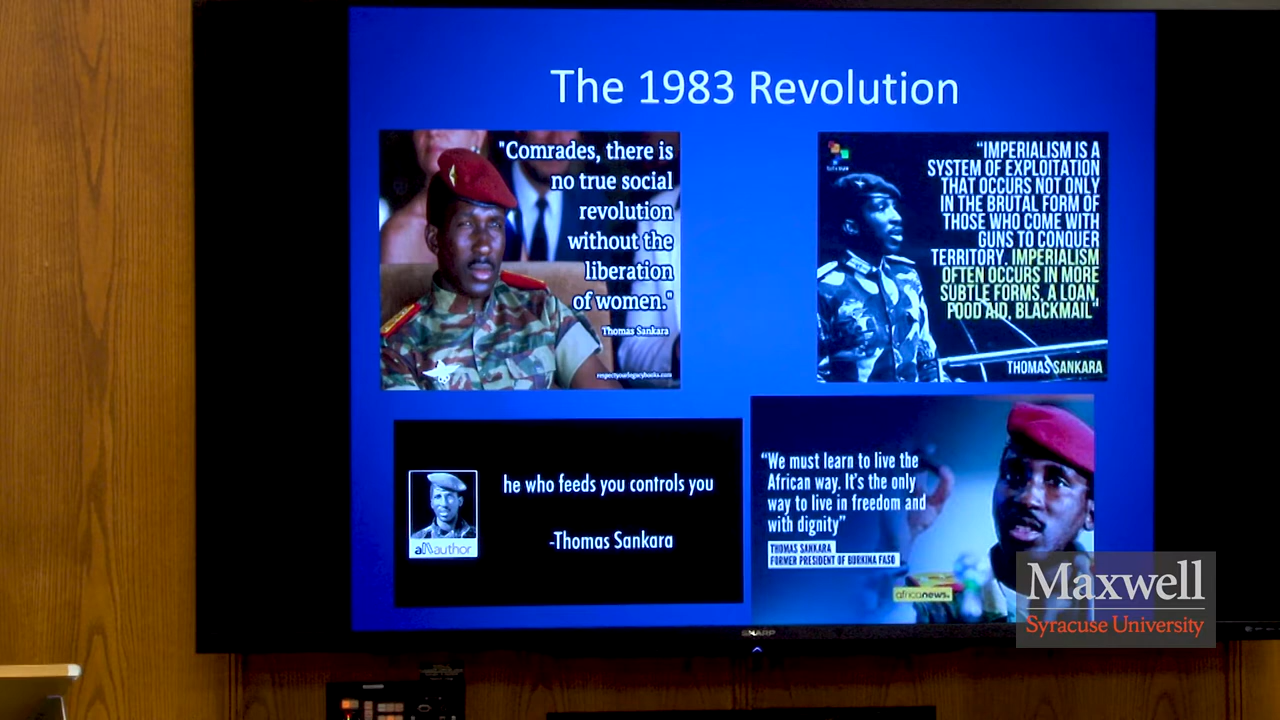 The 1983 Revolution
"Comrades, there is
no true social
revolution
without the
liberation
of women."
Thomas Sankara
respectyourlegacybooks.com
“IMPERIALISM IS A
SYSTEM OF EXPLOITATION
THAT OCCURS NOT ONLY
IN THE BRUTAL FORM OF
THOSE WHO COME WITH
GUNS TO CONQUER
TERRITORY. IMPERIALISM
OFTEN OCCURS IN MORE
SUBTLE FORMS, A LOAN,
FOOD AID, BLACKMAIL”
THOMAS SANKARA
he who feeds you controls you
-Thomas Sankara
allauthor
“We must learn to live the
African way. It's the only
way to live in freedom and
with dignity”
THOMAS SANKARA
FORMER PRESIDENT OF BURKINA FASO
africanews.
Maxwell
Syracuse University
SHARP